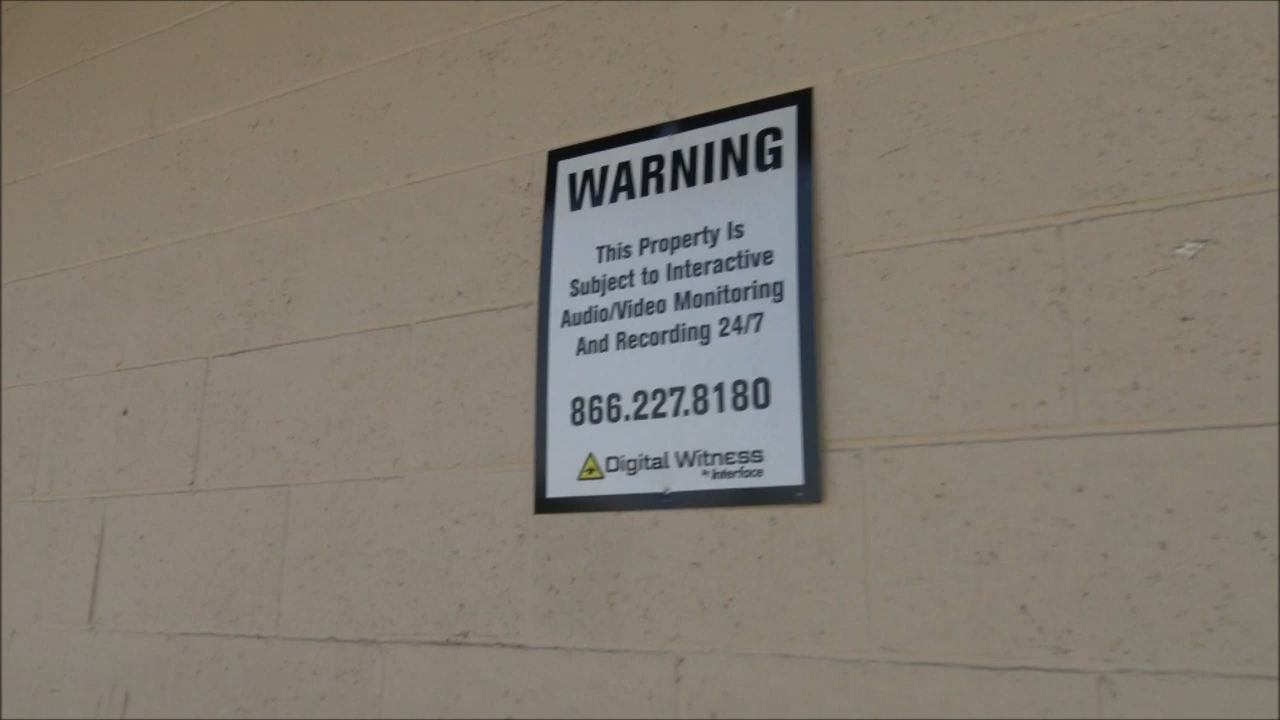 WARNING
This Property Is
Subject to Interactive
Audio/Video Monitoring
And Recording 24/7
866.227.8180
Digital Witness
by Interface